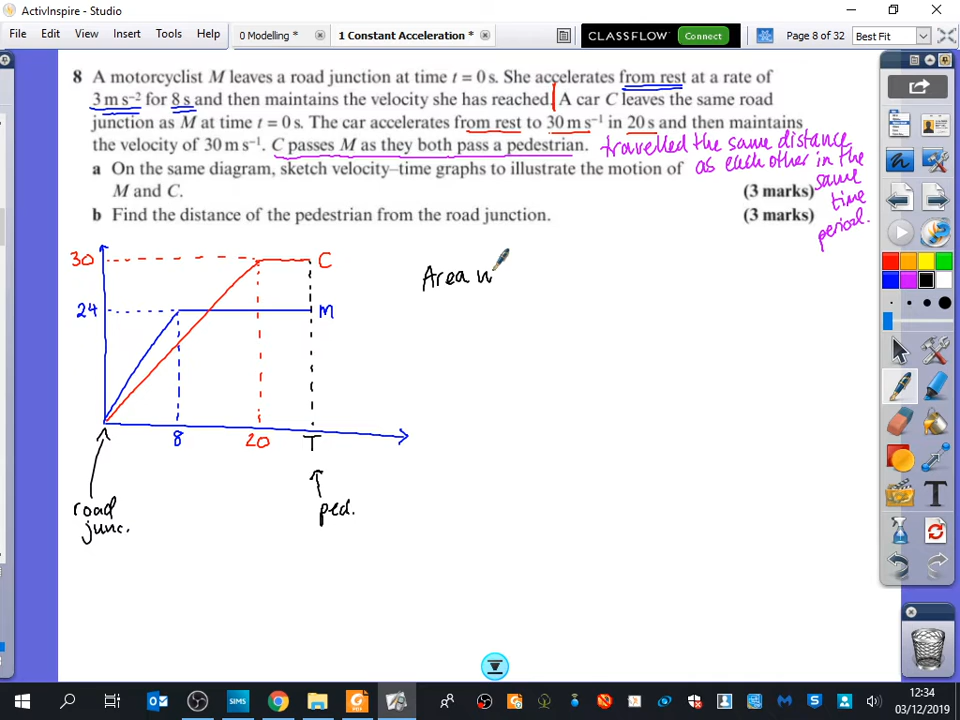 ActivInspire - Studio
File Edit View Insert Tools Help
0 Modelling *
1 Constant Acceleration *
CLASSFLOW Connect
Page 8 of 32
Best Fit
8 A motorcyclist M leaves a road junction at time t = 0 s. She accelerates from rest at a rate of
3 m s⁻² for 8 s and then maintains the velocity she has reached. A car C leaves the same road
junction as M at time t = 0 s. The car accelerates from rest to 30 m s⁻¹ in 20 s and then maintains
the velocity of 30 m s⁻¹. C passes M as they both pass a pedestrian.
travelled the same distance
as each other in the
same
time
period.
a On the same diagram, sketch velocity–time graphs to illustrate the motion of
M and C. (3 marks)
b Find the distance of the pedestrian from the road junction. (3 marks)
30 C
24 M
8 20 T
road
junc.
ped.
Area u
T
SIMS
PDF
12:34
03/12/2019